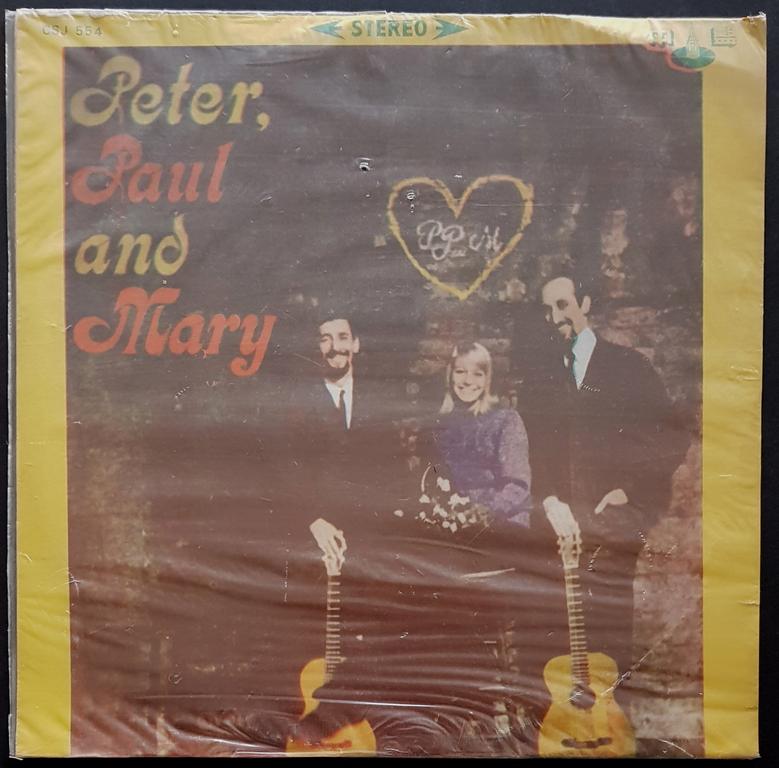 CSJ 554
STEREO
Peter,
Paul
and
Mary
PP
M